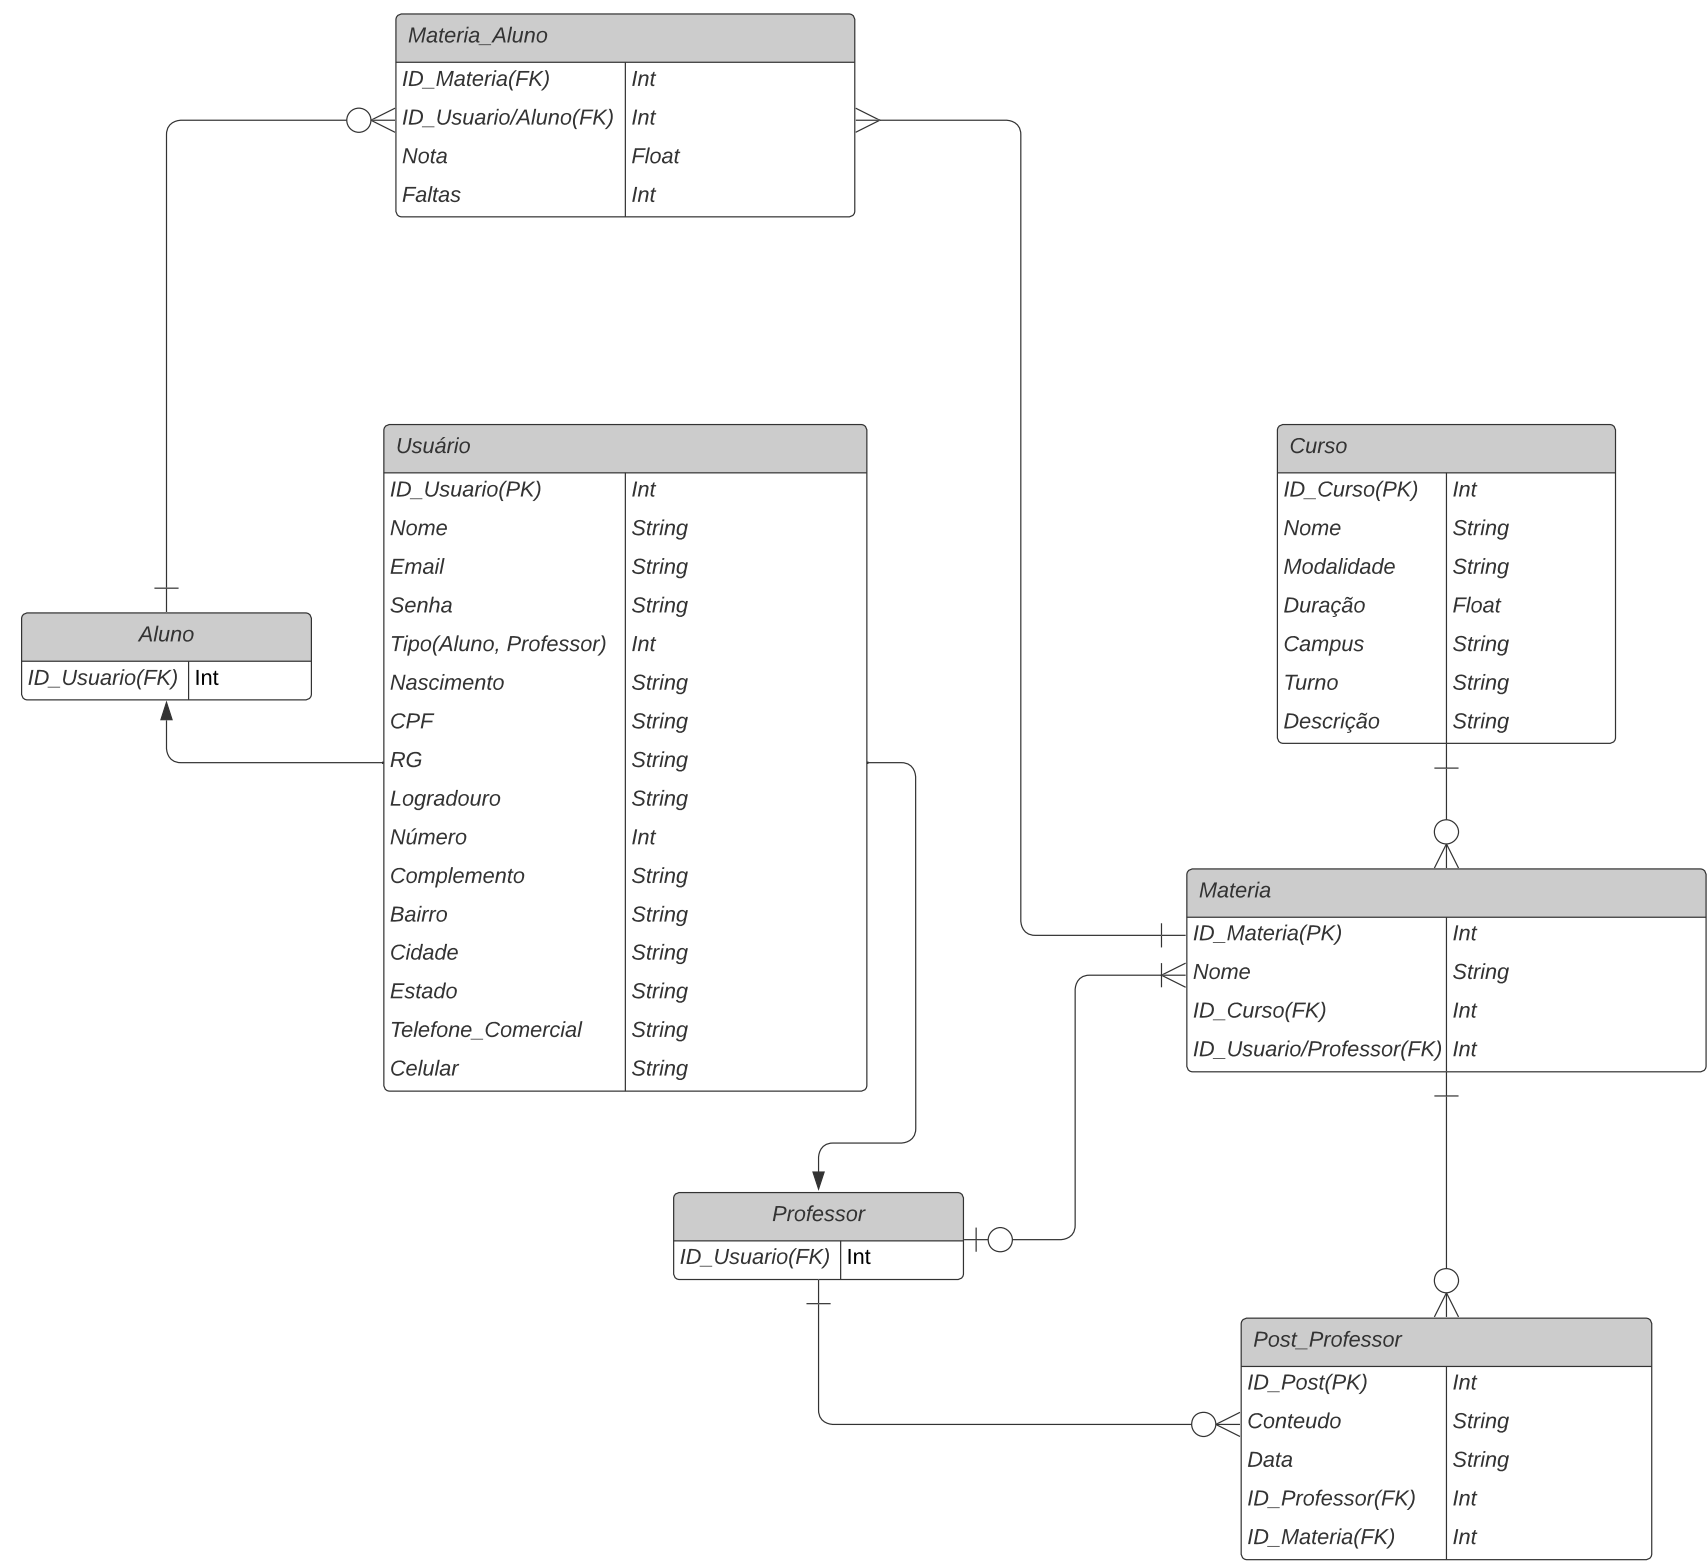 Materia_Aluno
ID_Materia(FK) Int
ID_Usuario/Aluno(FK) Int
Nota Float
Faltas Int
Usuário
ID_Usuario(PK) Int
Nome String
Email String
Senha String
Tipo(Aluno, Professor) Int
Nascimento String
CPF String
RG String
Logradouro String
Número Int
Complemento String
Bairro String
Cidade String
Estado String
Telefone_Comercial String
Celular String
Curso
ID_Curso(PK) Int
Nome String
Modalidade String
Duração Float
Campus String
Turno String
Descrição String
Aluno
ID_Usuario(FK) Int
Materia
ID_Materia(PK) Int
Nome String
ID_Curso(FK) Int
ID_Usuario/Professor(FK) Int
Professor
ID_Usuario(FK) Int
Post_Professor
ID_Post(PK) Int
Conteudo String
Data String
ID_Professor(FK) Int
ID_Materia(FK) Int